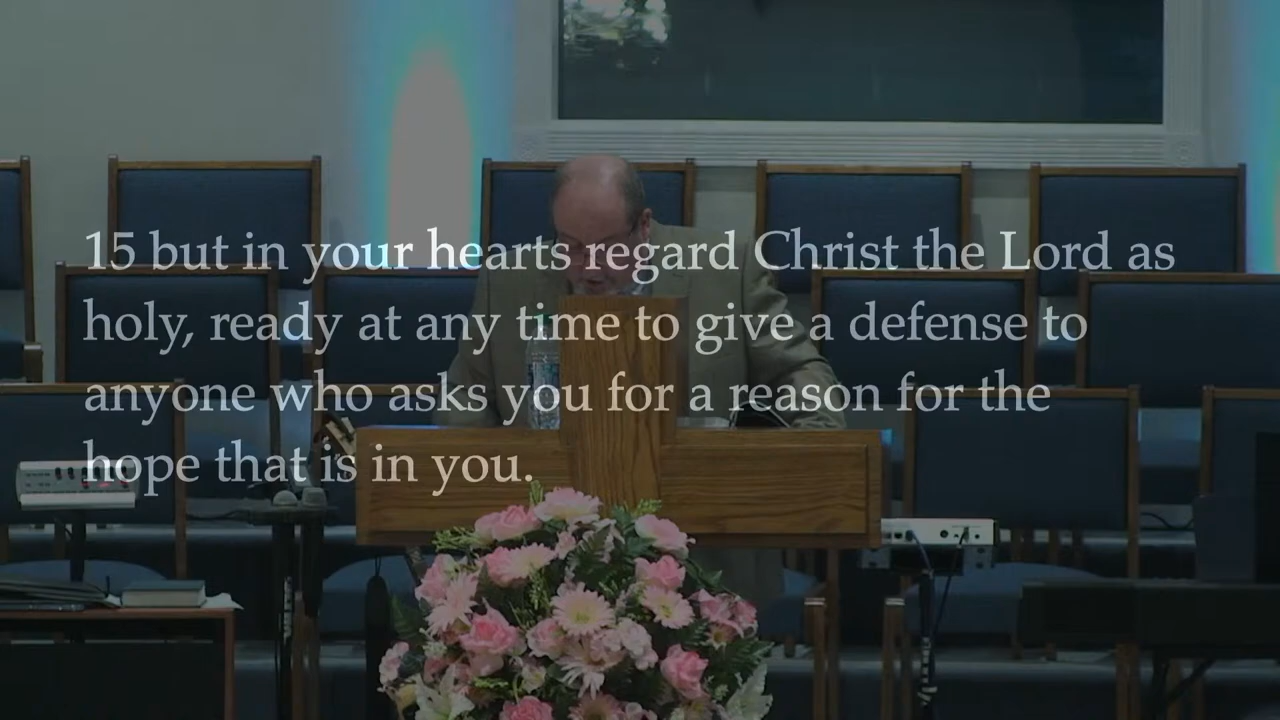 15 but in your hearts regard Christ the Lord as
holy, ready at any time to give a defense to
anyone who asks you for a reason for the
hope that is in you.